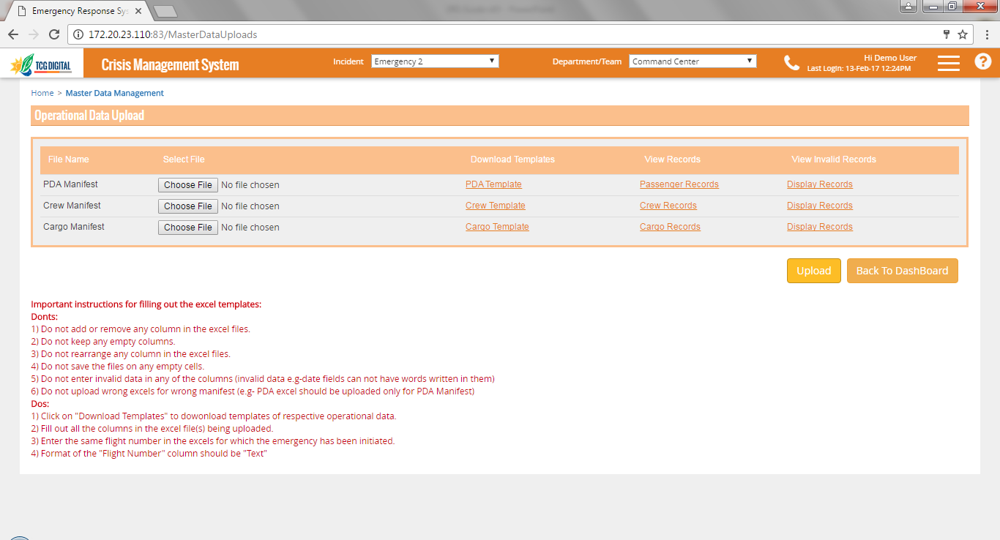 Emergency Response Sys
172.20.23.110:83/MasterDataUploads
TCG DIGITAL
Crisis Management System
Incident
Emergency 2
Department/Team
Command Center
Hi Demo User
Last Login: 13-Feb-17 12:24PM
?
Home > Master Data Management
Operational Data Upload
File Name Select File Download Templates View Records View Invalid Records
PDA Manifest Choose File No file chosen PDA Template Passenger Records Display Records
Crew Manifest Choose File No file chosen Crew Template Crew Records Display Records
Cargo Manifest Choose File No file chosen Cargo Template Cargo Records Display Records
Upload Back To DashBoard
Important instructions for filling out the excel templates:
Donts:
1) Do not add or remove any column in the excel files.
2) Do not keep any empty columns.
3) Do not rearrange any column in the excel files.
4) Do not save the files on any empty cells.
5) Do not enter invalid data in any of the columns (invalid data e.g-date fields can not have words written in them)
6) Do not upload wrong excels for wrong manifest (e.g- PDA excel should be uploaded only for PDA Manifest)
Dos:
1) Click on "Download Templates" to dowonload templates of respective operational data.
2) Fill out all the columns in the excel file(s) being uploaded.
3) Enter the same flight number in the excels for which the emergency has been initiated.
4) Format of the "Flight Number" column should be "Text"